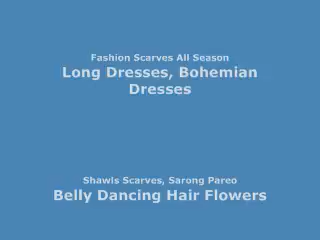 Fashion Scarves All Season
Long Dresses, Bohemian
Dresses
Shawls Scarves, Sarong Pareo
Belly Dancing Hair Flowers